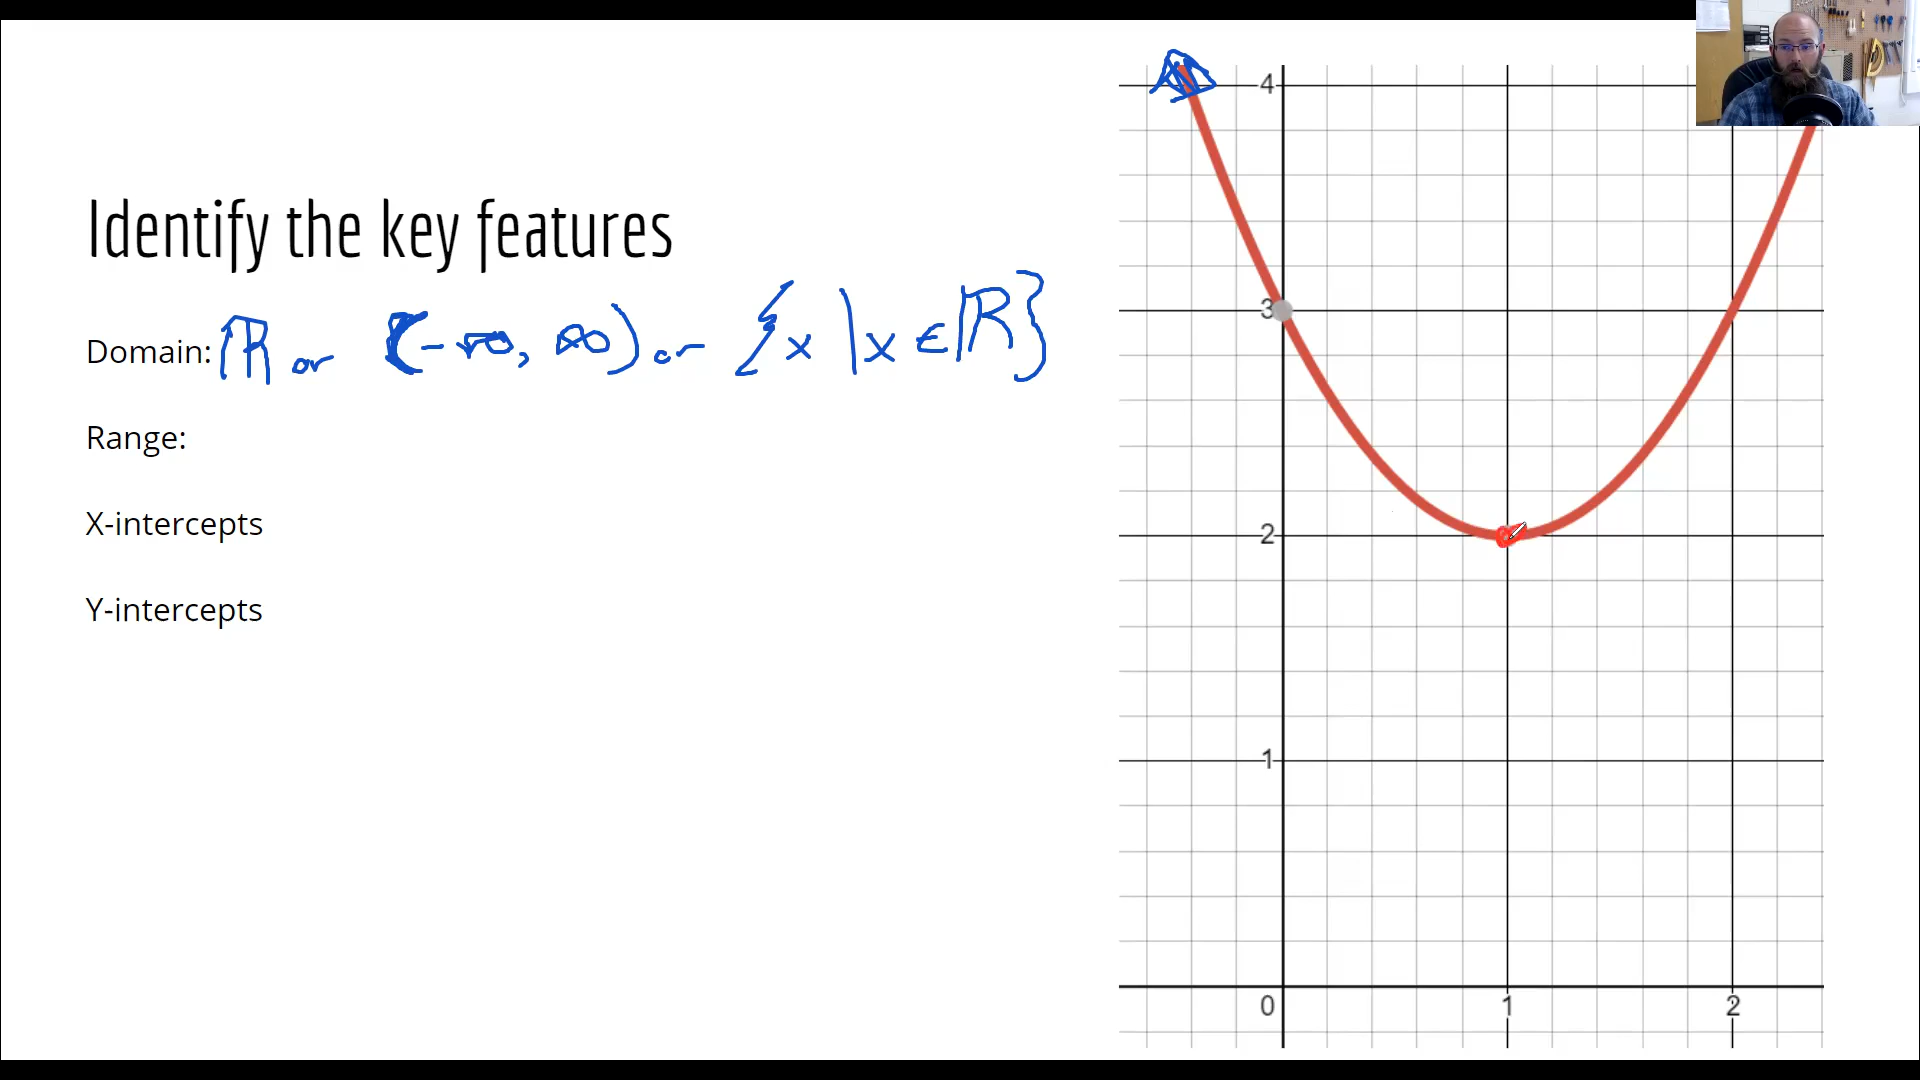 Identify the key features
Domain: ℝ or (-∞, ∞) or {x | x ∈ ℝ}
Range:
X-intercepts
Y-intercepts
4
3
2
1
0 1 2